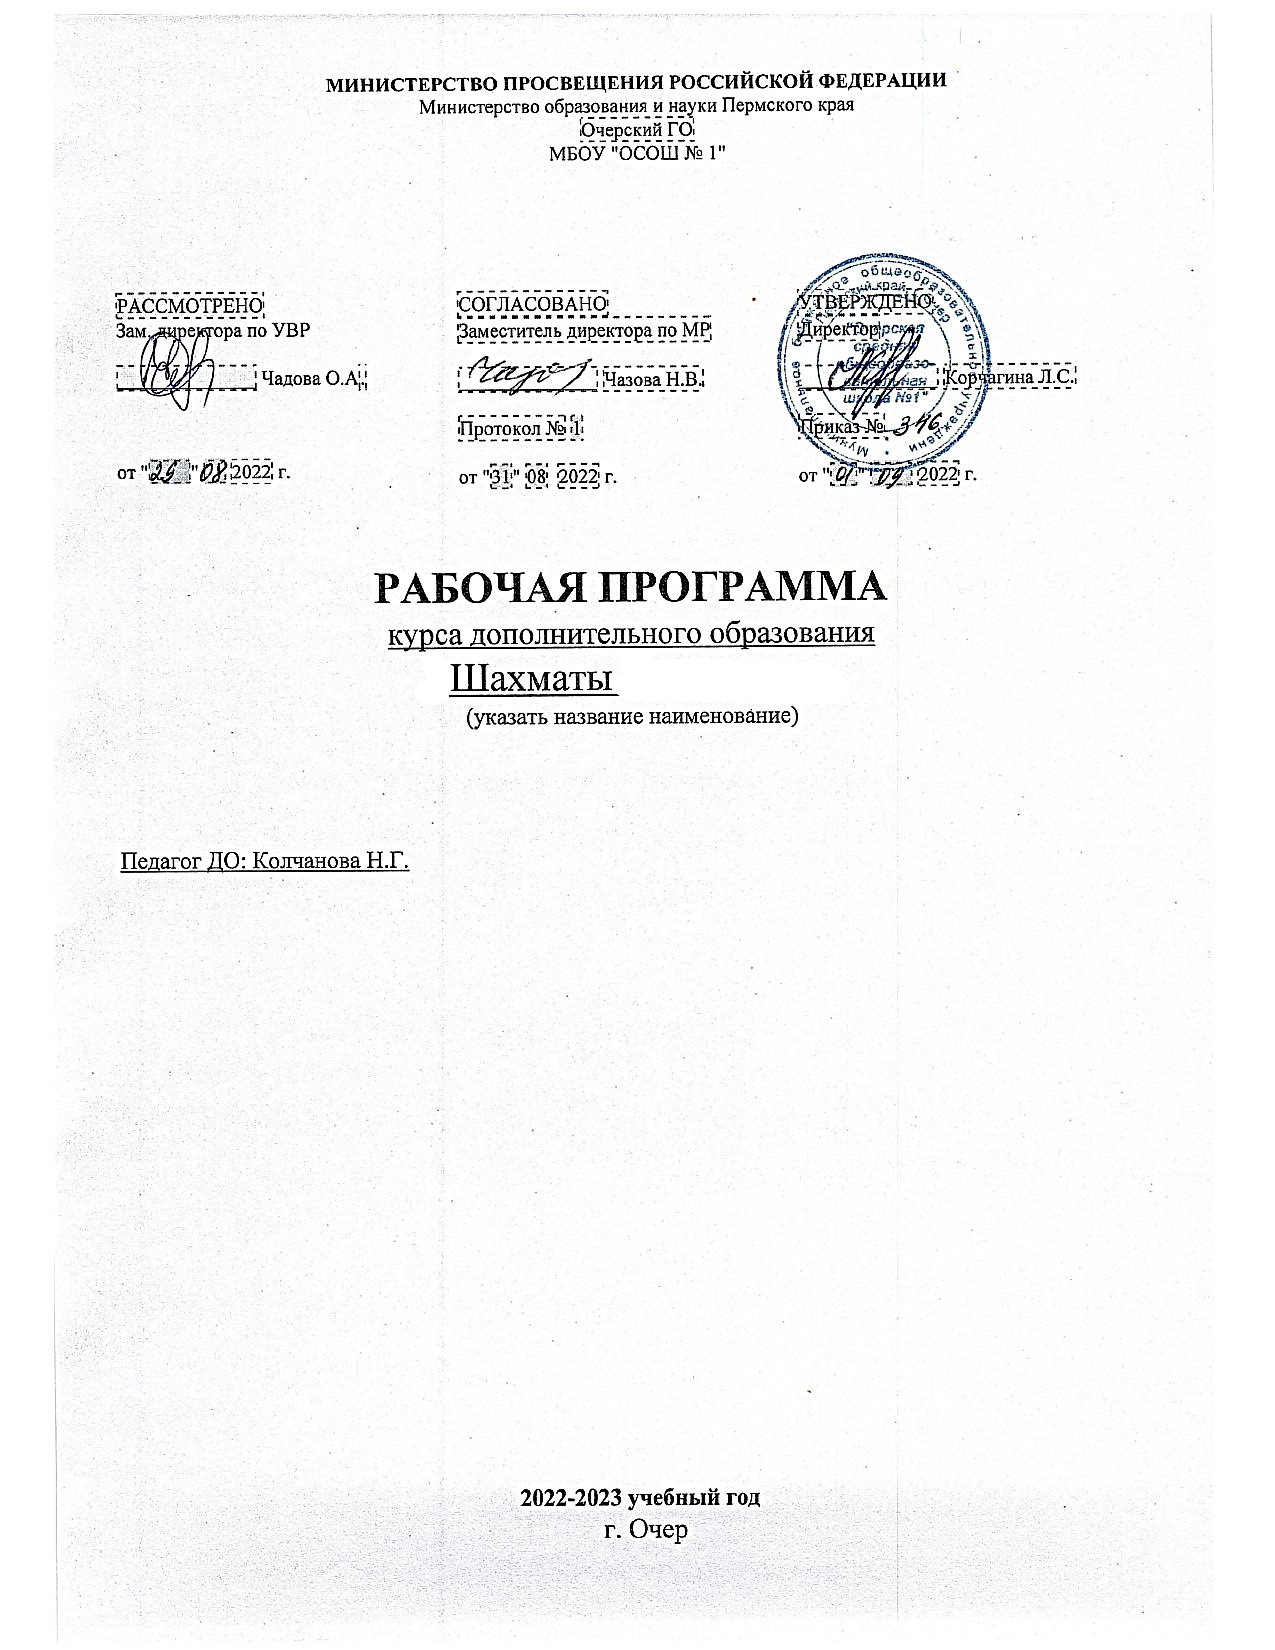 МИНИСТЕРСТВО ПРОСВЕЩЕНИЯ РОССИЙСКОЙ ФЕДЕРАЦИИ
Министерство образования и науки Пермского края
Очерский ГО
МБОУ "ОСОШ № 1"
РАССМОТРЕНО
Зам. директора по УВР
Чадова О.А.
от "29" 08 2022 г.
СОГЛАСОВАНО
Заместитель директора по МР
Чазова Н.В.
Протокол № 1
от "31" 08 2022 г.
УТВЕРЖДЕНО
Директор
Корчагина Л.С.
Приказ № 346
от "01" 09 2022 г.
РАБОЧАЯ ПРОГРАММА
курса дополнительного образования
Шахматы
(указать название наименование)
Педагог ДО: Колчанова Н.Г.
2022-2023 учебный год
г. Очер